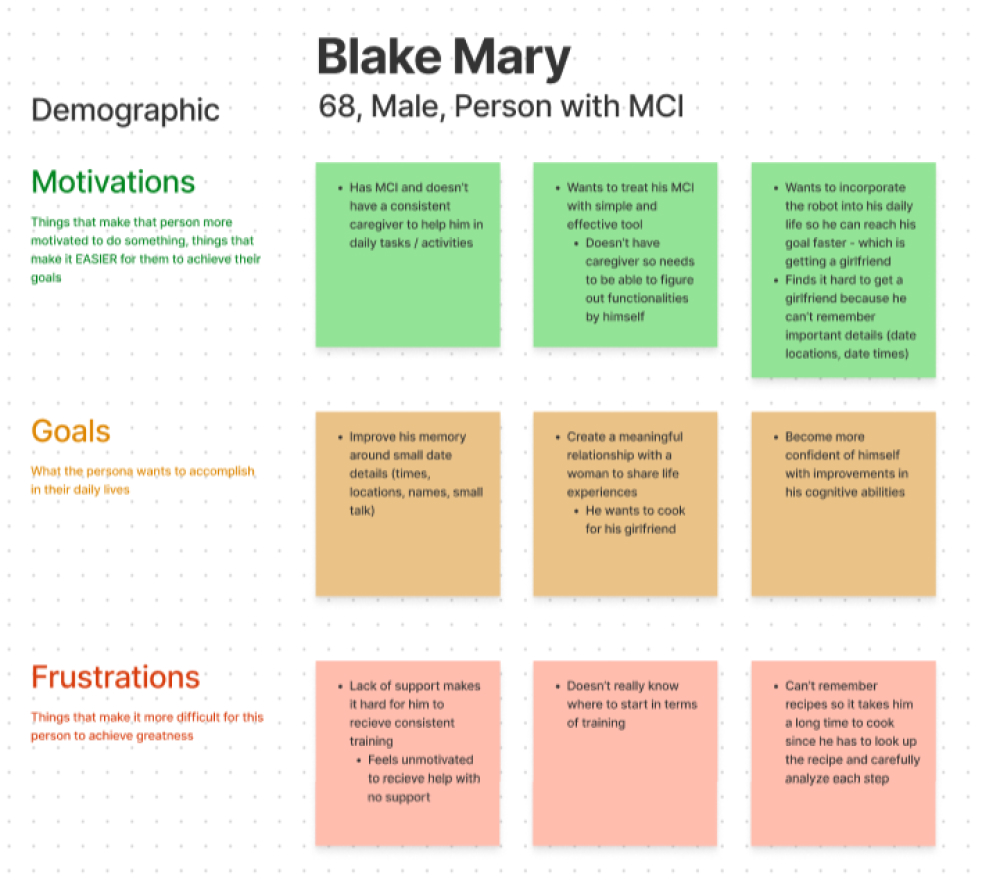 Blake Mary
Demographic
68, Male, Person with MCI
Motivations
Things that make that person more
motivated to do something, things that
make it EASIER for them to achieve their
goals
• Has MCI and doesn't
have a consistent
caregiver to help him in
daily tasks / activities
• Wants to treat his MCI
with simple and
effective tool
• Doesn't have
caregiver so needs
to be able to figure
out functionalities
by himself
• Wants to incorporate
the robot into his daily
life so he can reach his
goal faster - which is
getting a girlfriend
• Finds it hard to get a
girlfriend because he
can't remember
important details (date
locations, date times)
Goals
What the persona wants to accomplish
in their daily lives
• Improve his memory
around small date
details (times,
locations, names, small
talk)
• Create a meaningful
relationship with a
woman to share life
experiences
• He wants to cook
for his girlfriend
• Become more
confident of himself
with improvements in
his cognitive abilities
Frustrations
Things that make it more difficult for this
person to achieve greatness
• Lack of support makes
it hard for him to
recieve consistent
training
• Feels unmotivated
to recieve help with
no support
• Doesn't really know
where to start in terms
of training
• Can't remember
recipes so it takes him
a long time to cook
since he has to look up
the recipe and carefully
analyze each step